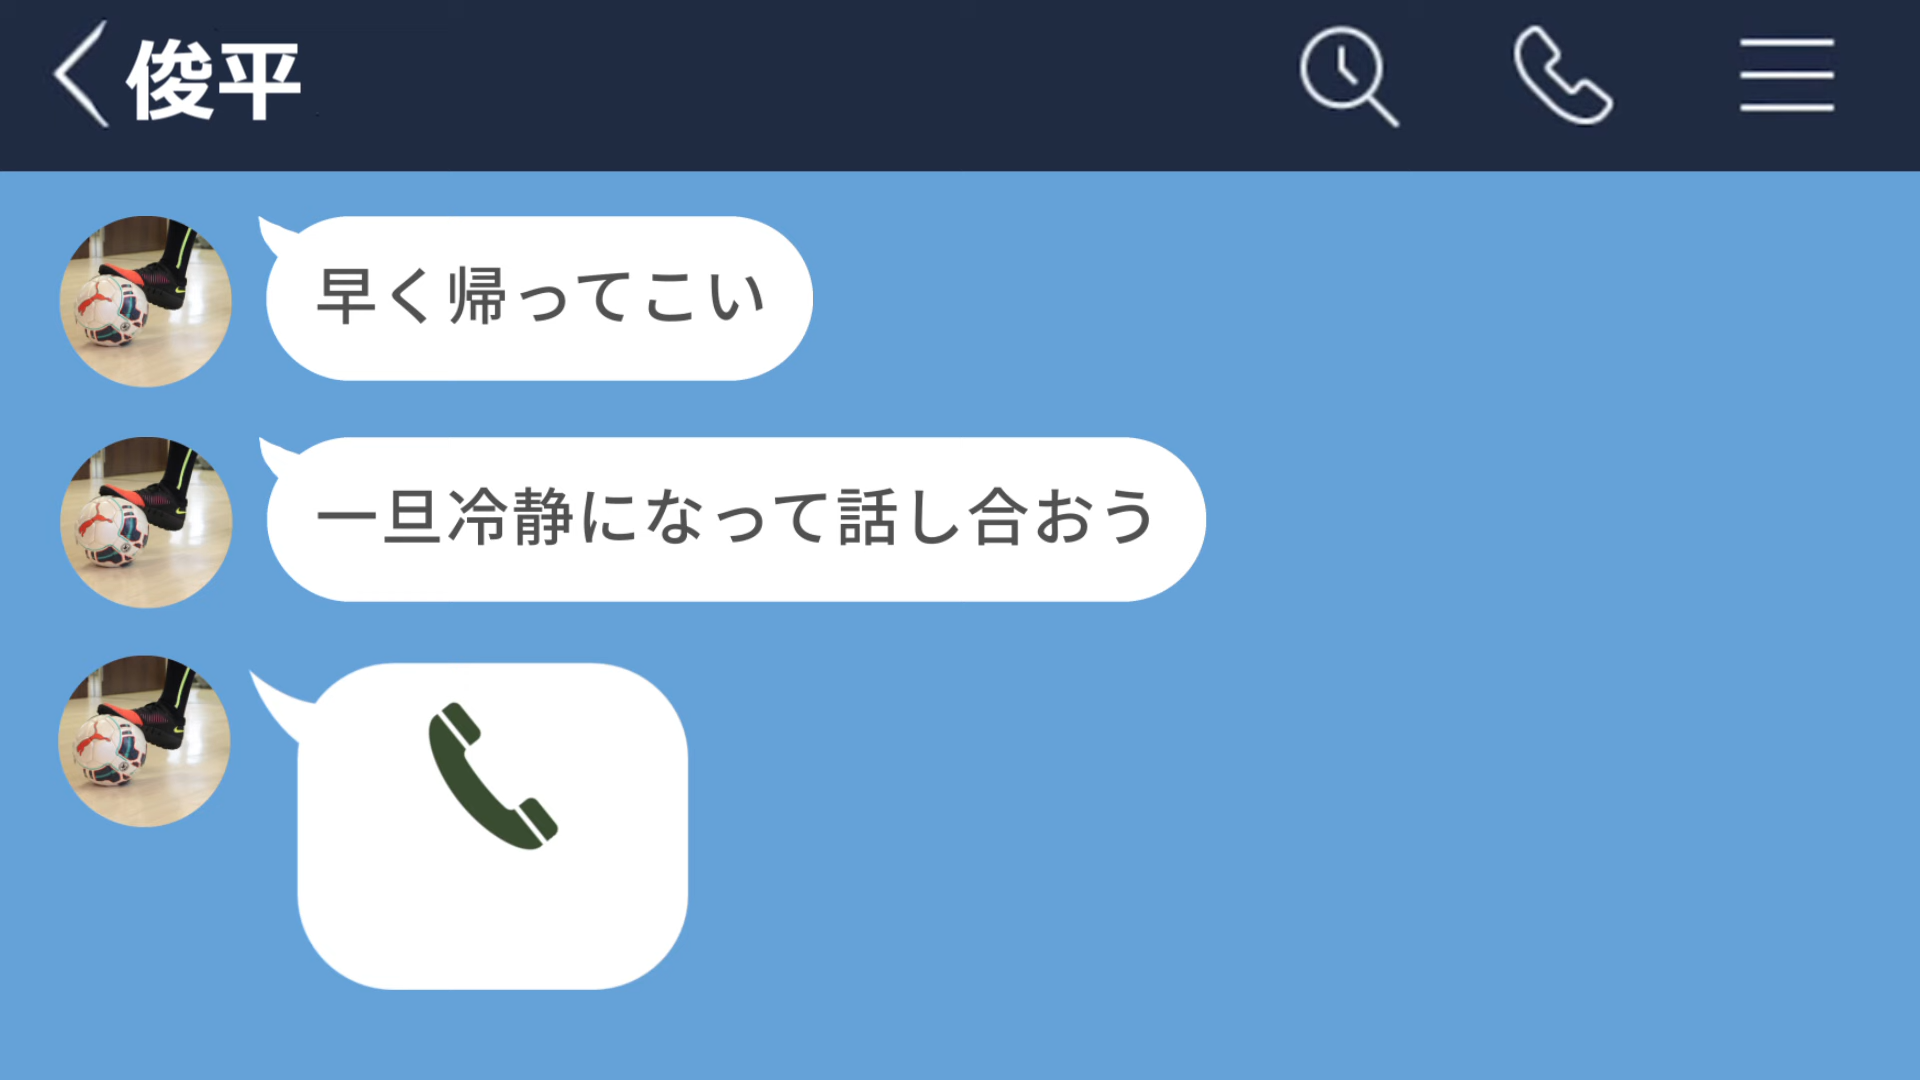 俊平
早く帰ってこい
一旦冷静になって話し合おう